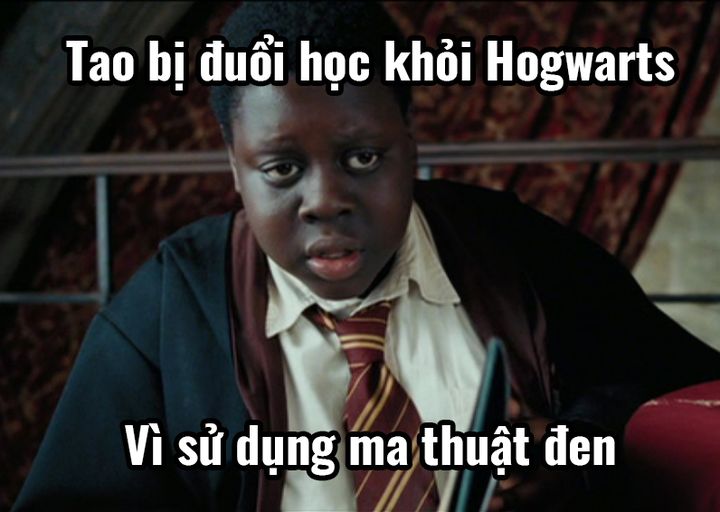 Tao bị đuổi học khỏi Hogwarts
Vì sử dụng ma thuật đen